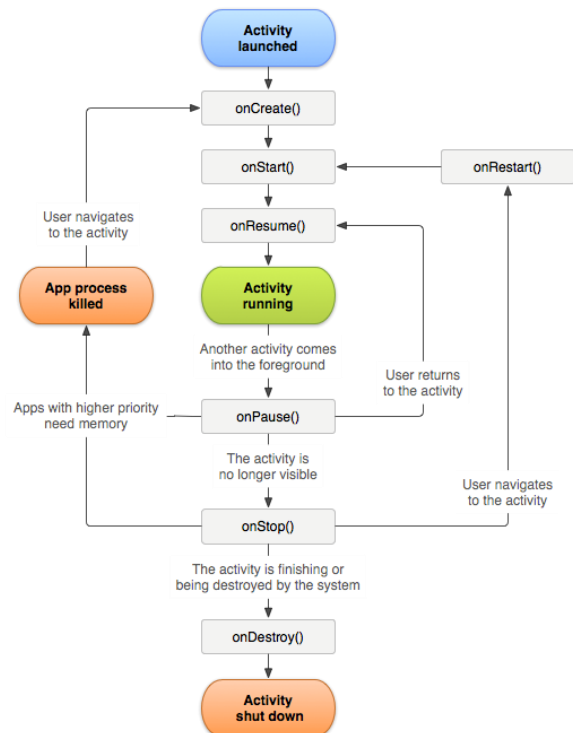 Activity
launched
onCreate()
onStart()
onRestart()
User navigates
to the activity
onResume()
App process
killed
Activity
running
Another activity comes
into the foreground
User returns
to the activity
Apps with higher priority
need memory
onPause()
The activity is
no longer visible
User navigates
to the activity
onStop()
The activity is finishing or
being destroyed by the system
onDestroy()
Activity
shut down